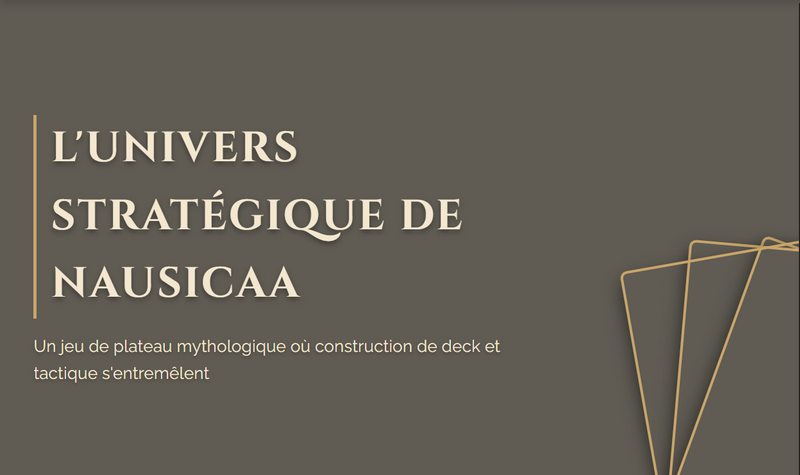 L'UNIVERS
STRATÉGIQUE DE
NAUSICAA
Un jeu de plateau mythologique où construction de deck et
tactique s'entremêlent